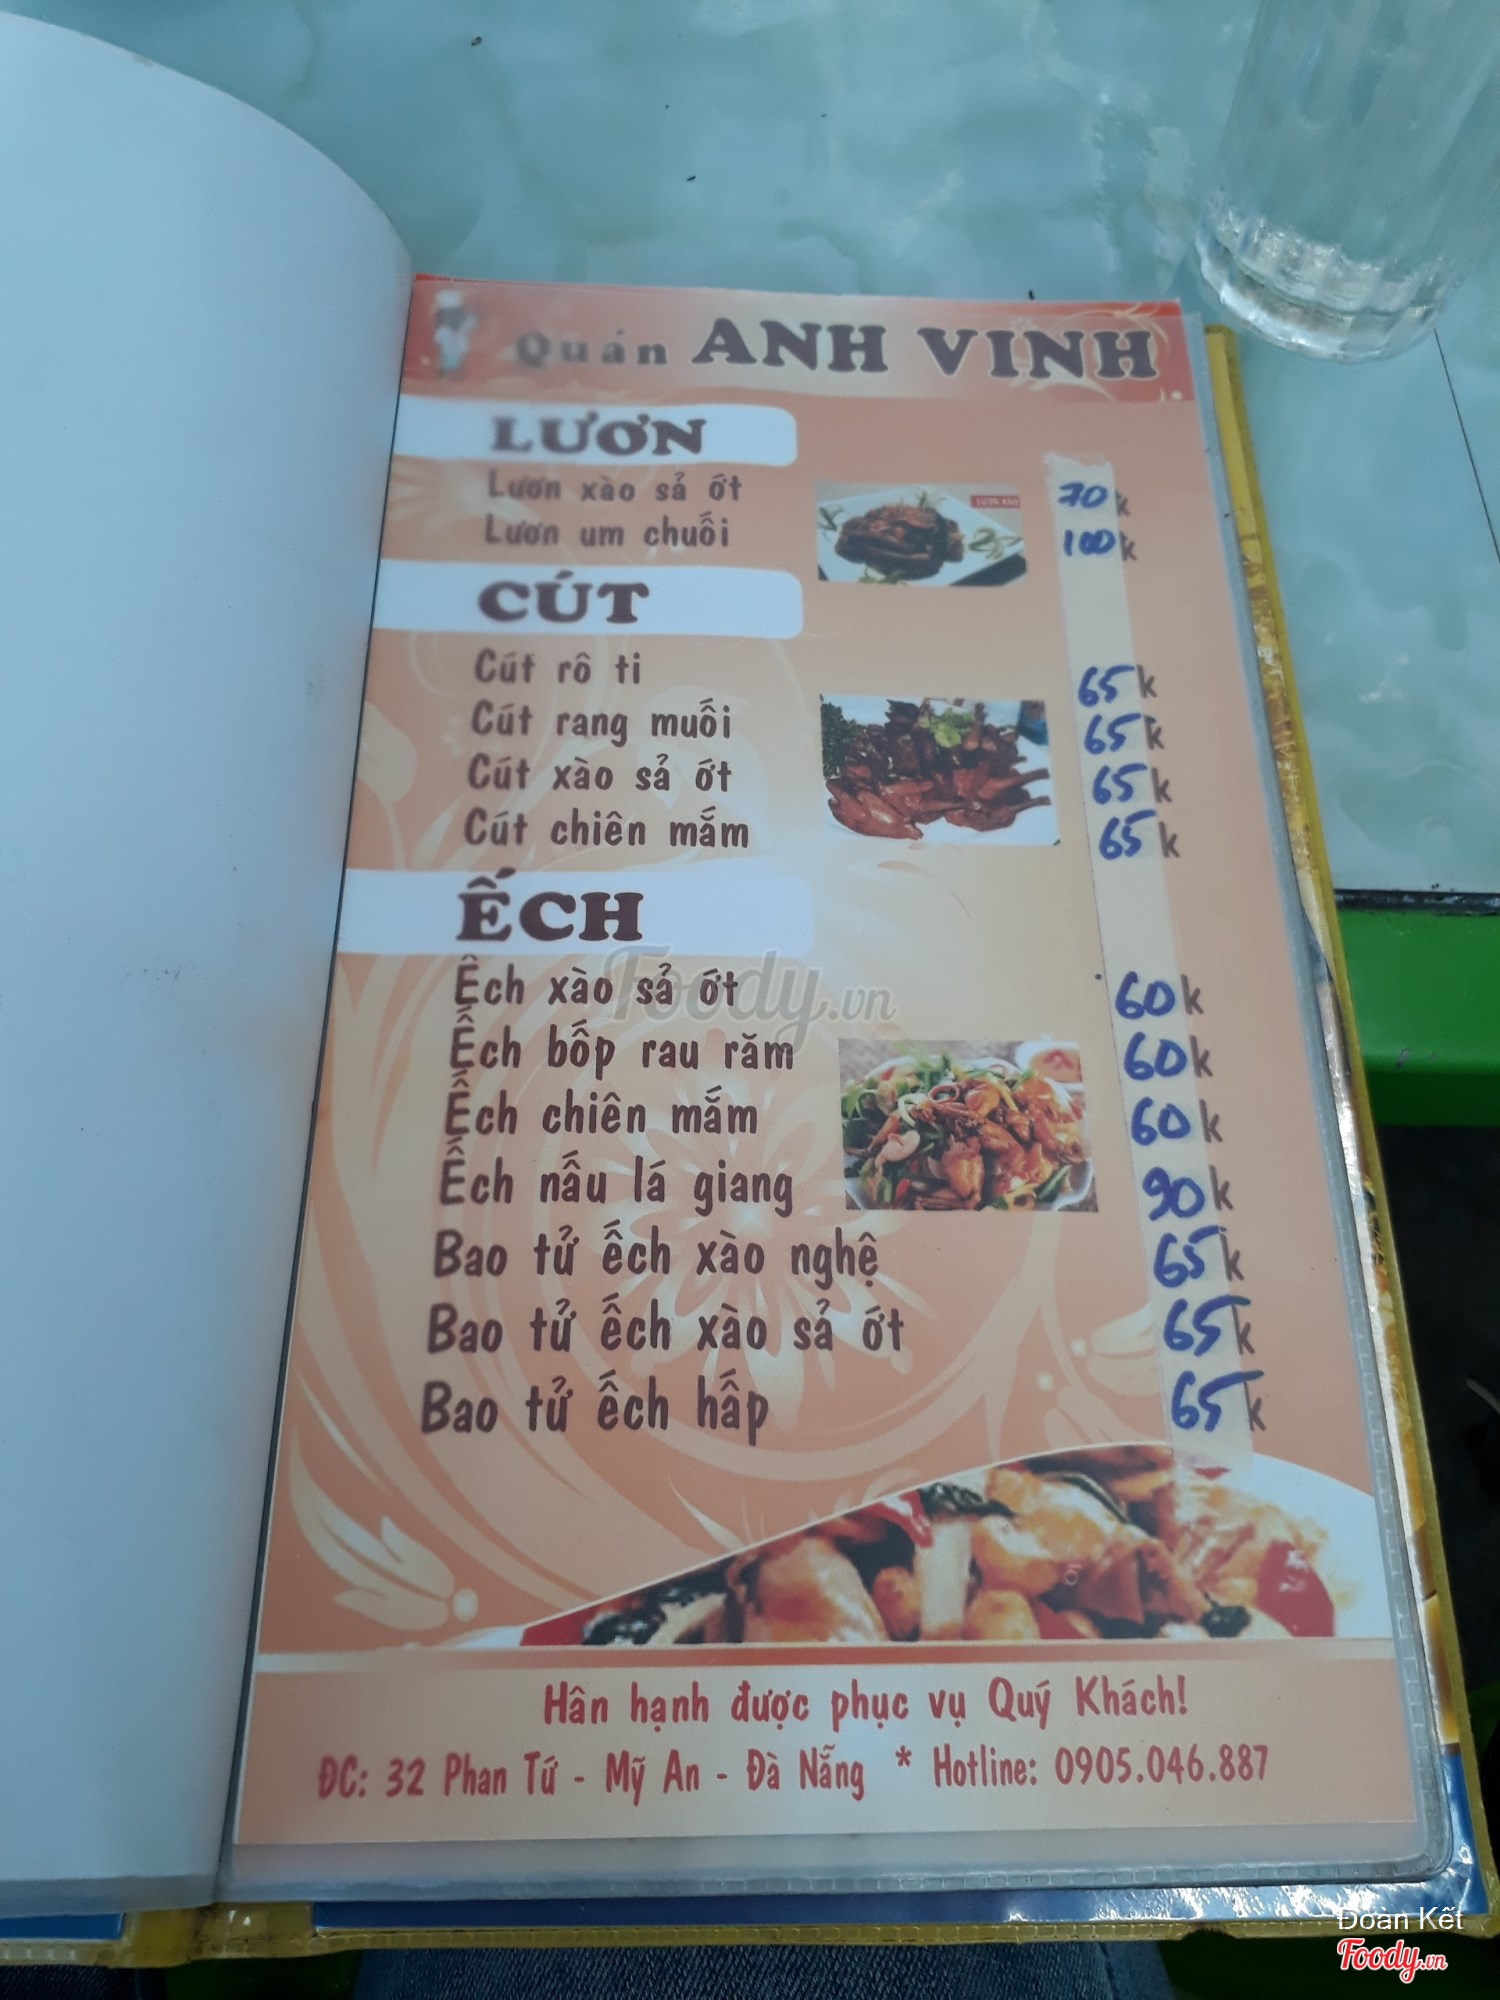 Quán ANH VINH
LƯƠN
Lươn xào sả ớt 70k
LƯƠN XÀO
Lươn um chuối 100k
CÚT
Cút rô ti 65k
Cút rang muối 65k
Cút xào sả ớt 65k
Cút chiên mắm 65k
ẾCH
Ếch xào sả ớt 60k
Foody.vn
Ếch bốp rau răm 60k
Ếch chiên mắm 60k
Ếch nấu lá giang 90k
Bao tử ếch xào nghệ 65k
Bao tử ếch xào sả ớt 65k
Bao tử ếch hấp 65k
Hân hạnh được phục vụ Quý Khách!
ĐC: 32 Phan Tứ - Mỹ An - Đà Nẵng * Hotline: 0905.046.887
Đoàn Kết
Foody.vn